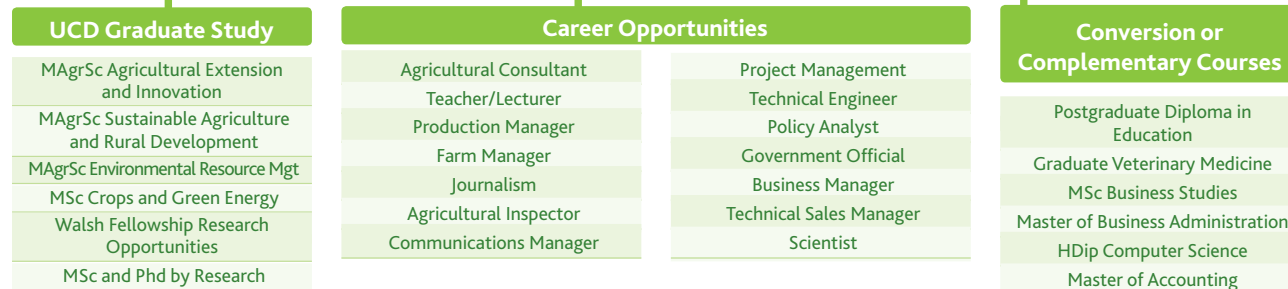 UCD Graduate Study
MAgrSc Agricultural Extension
and Innovation
MAgrSc Sustainable Agriculture
and Rural Development
MAgrSc Environmental Resource Mgt
MSc Crops and Green Energy
Walsh Fellowship Research
Opportunities
MSc and Phd by Research
Career Opportunities
Agricultural Consultant
Teacher/Lecturer
Production Manager
Farm Manager
Journalism
Agricultural Inspector
Communications Manager
Project Management
Technical Engineer
Policy Analyst
Government Official
Business Manager
Technical Sales Manager
Scientist
Conversion or
Complementary Courses
Postgraduate Diploma in
Education
Graduate Veterinary Medicine
MSc Business Studies
Master of Business Administration
HDip Computer Science
Master of Accounting